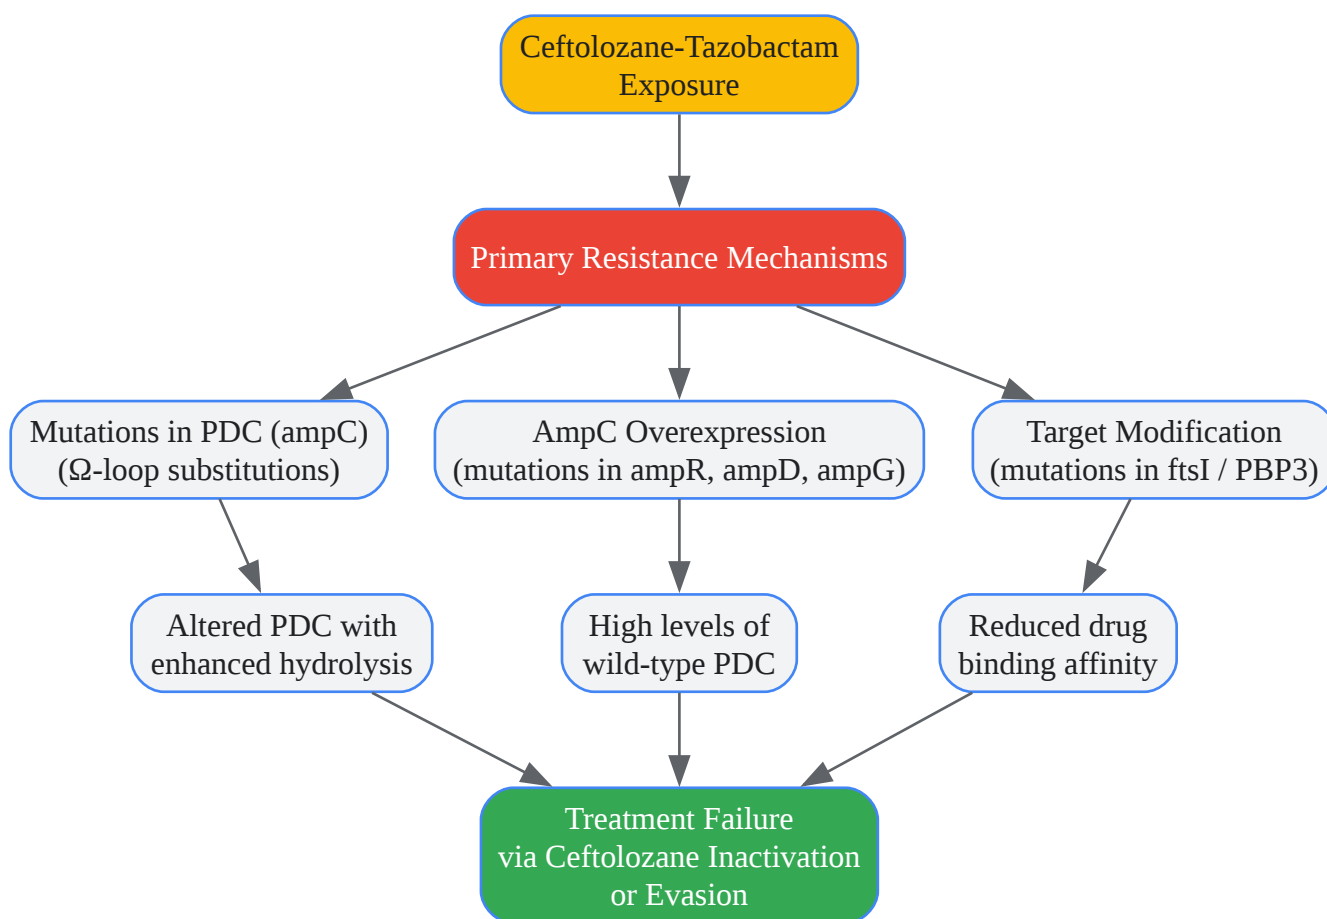 Ceftolozane-Tazobactam
Exposure
Primary Resistance Mechanisms
Mutations in PDC (ampC)
(Ω-loop substitutions)
AmpC Overexpression
(mutations in ampR, ampD, ampG)
Target Modification
(mutations in ftsI / PBP3)
Altered PDC with
enhanced hydrolysis
High levels of
wild-type PDC
Reduced drug
binding affinity
Treatment Failure
via Ceftolozane Inactivation
or Evasion